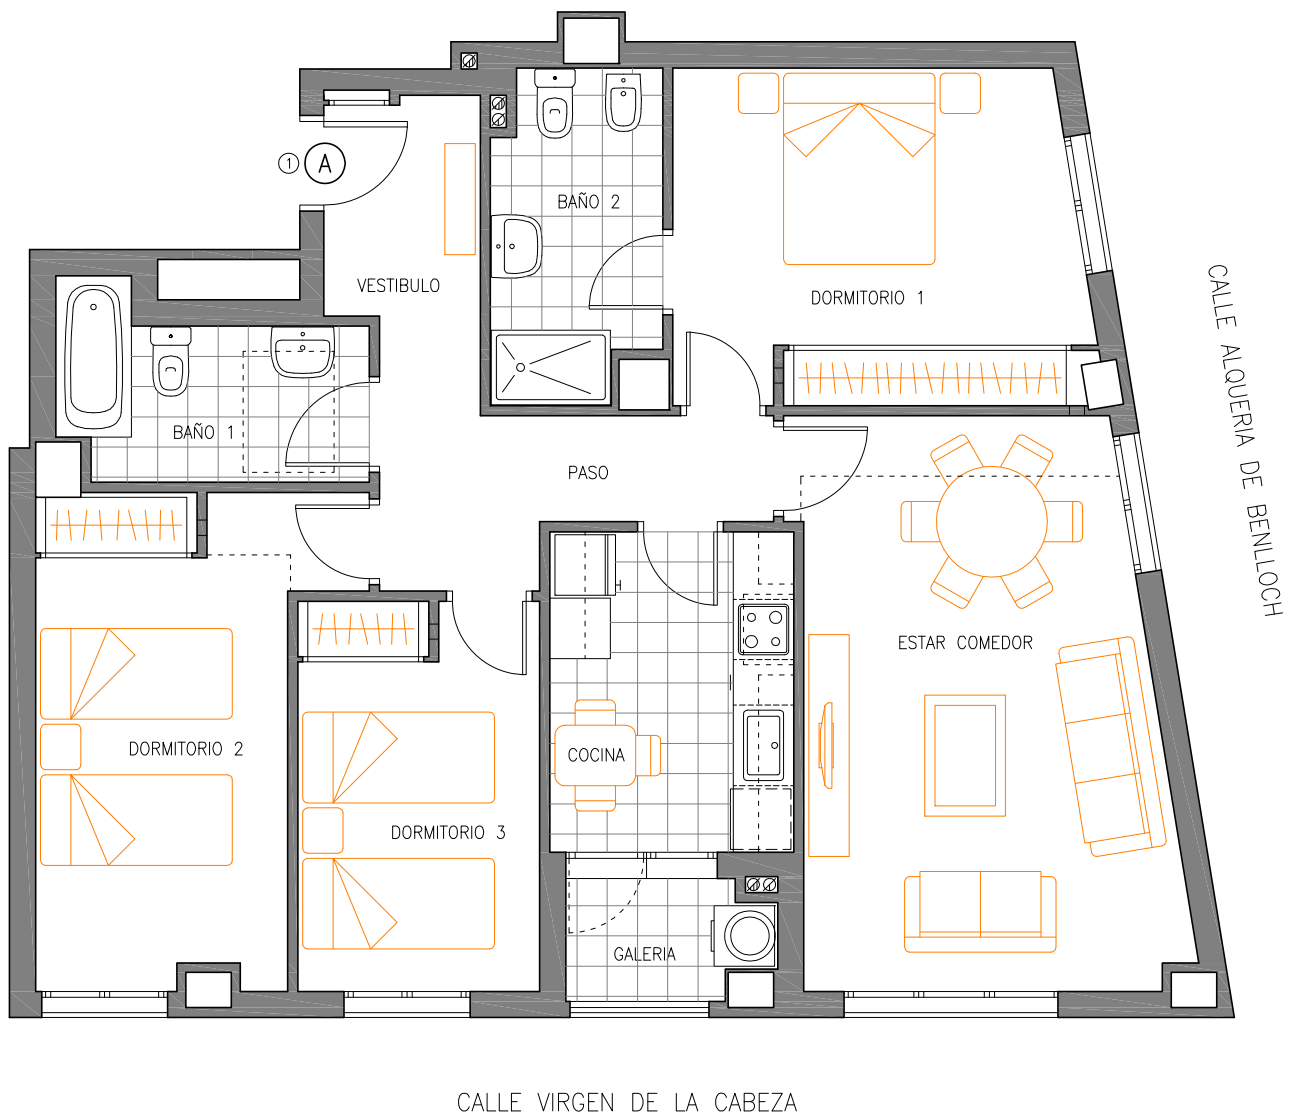 1 A
BAÑO 2
VESTIBULO
DORMITORIO 1
CALLE ALQUERIA DE BENLLOCH
BAÑO 1
PASO
ESTAR COMEDOR
DORMITORIO 2
COCINA
DORMITORIO 3
GALERIA
CALLE VIRGEN DE LA CABEZA